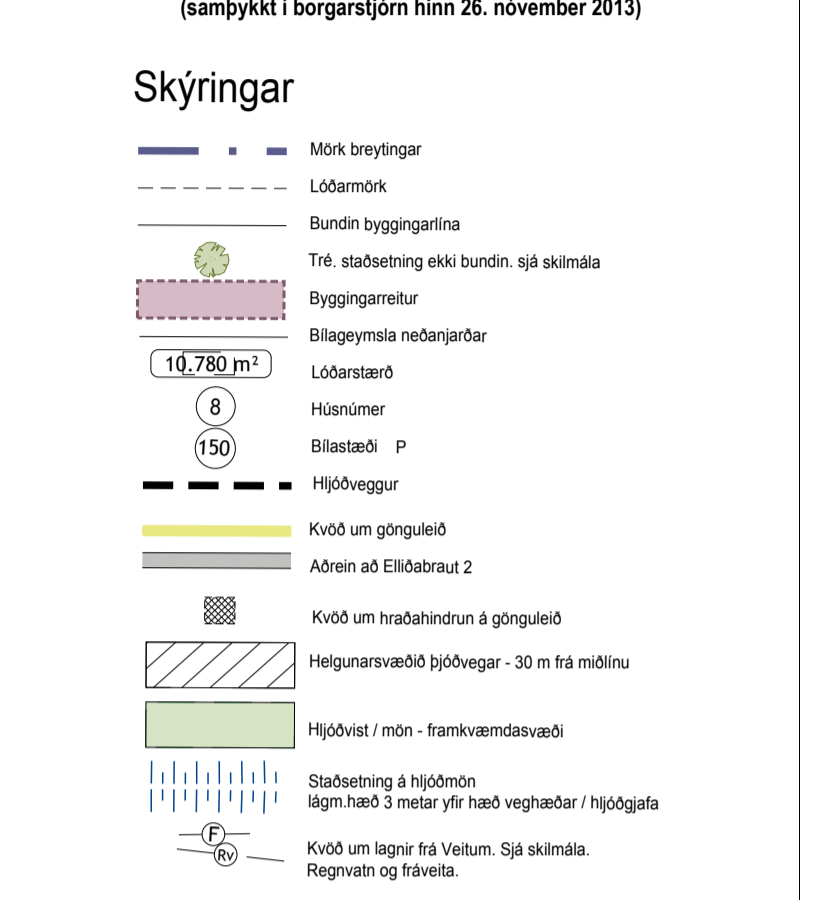 (samþykkt í borgarstjórn hinn 26. nóvember 2013)
Skýringar
Mörk breytingar
Lóðarmörk
Bundin byggingarlína
Tré. staðsetning ekki bundin. sjá skilmála
Byggingarreitur
Bílageymsla neðanjarðar
10.780 m²
Lóðarstærð
8
Húsnúmer
150
Bílastæði P
Hljóðveggur
Kvöð um gönguleið
Aðrein að Elliðabraut 2
Kvöð um hraðahindrun á gönguleið
Helgunarsvæðið þjóðvegar - 30 m frá miðlínu
Hljóðvist / mön - framkvæmdasvæði
Staðsetning á hljóðmön
lágm.hæð 3 metar yfir hæð veghæðar / hljóðgjafa
F
Rv
Kvöð um lagnir frá Veitum. Sjá skilmála.
Regnvatn og fráveita.